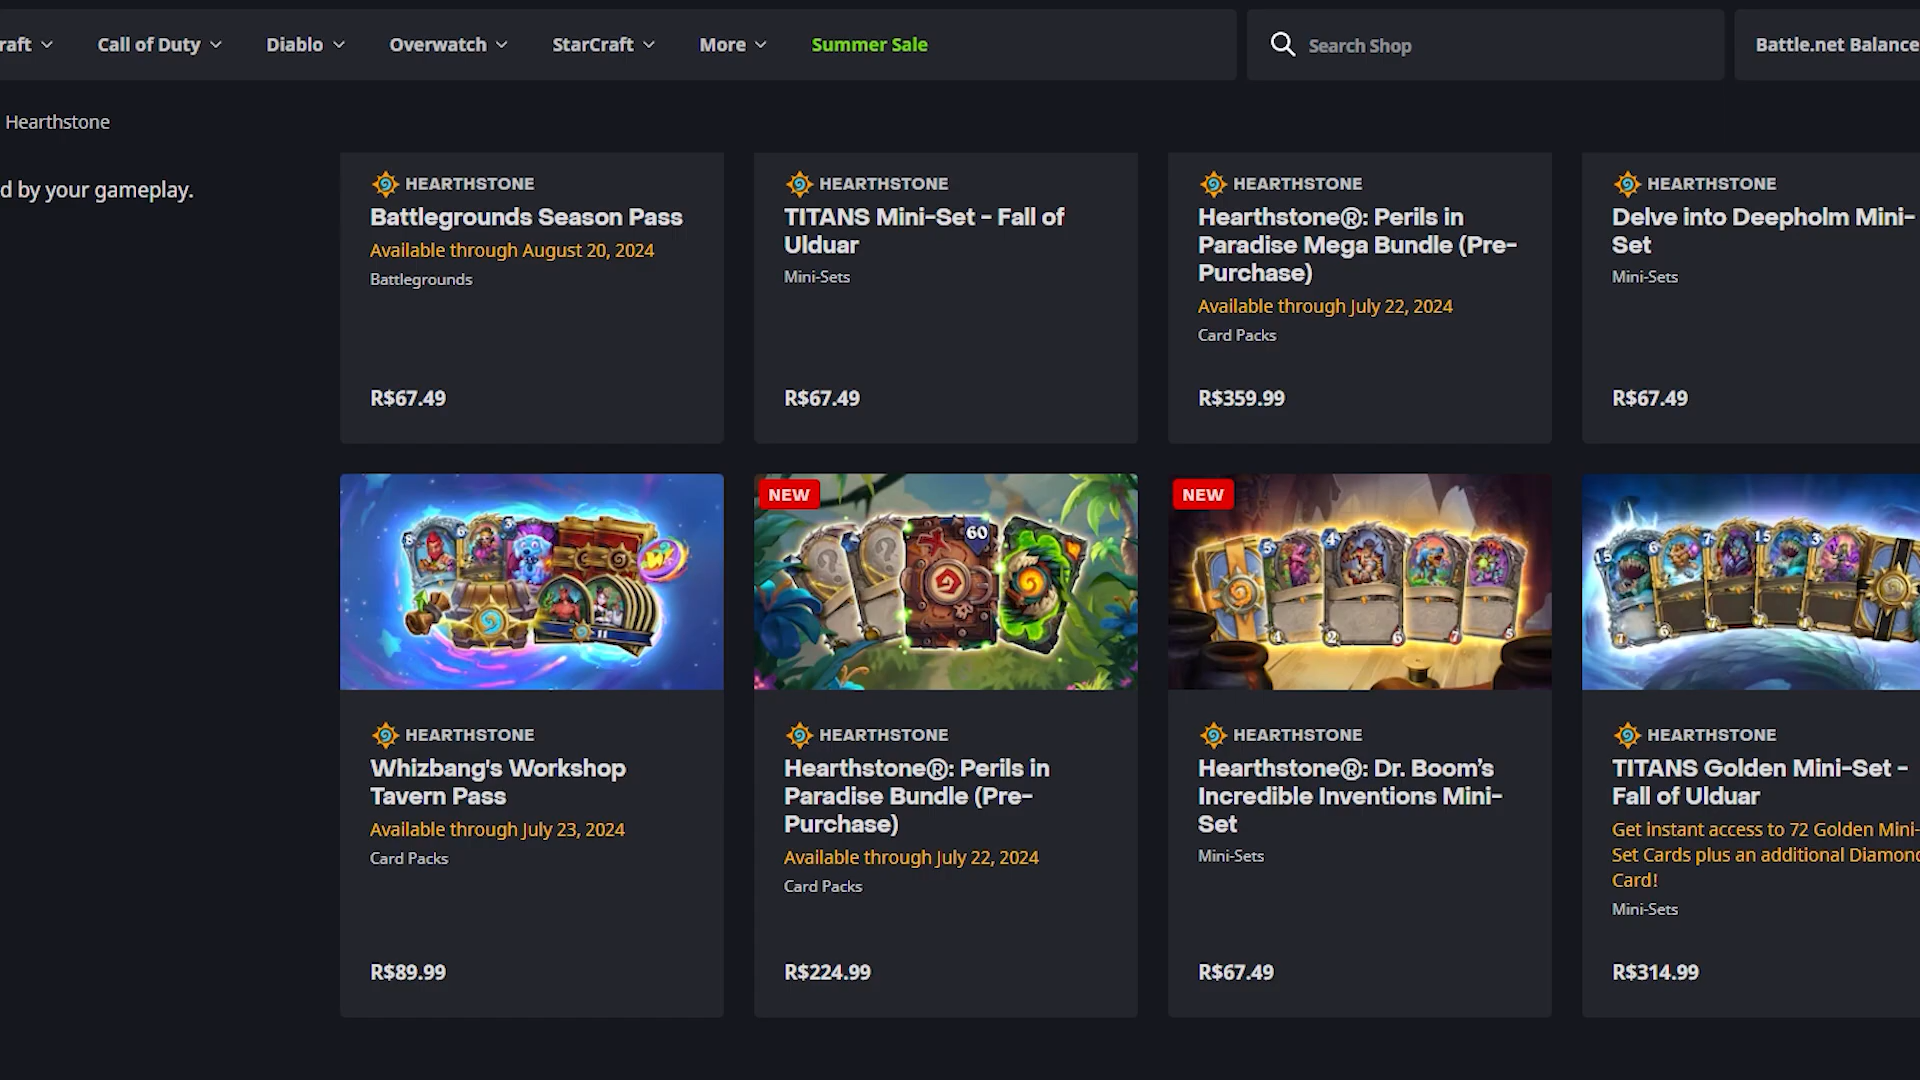 raft
Call of Duty
Diablo
Overwatch
StarCraft
More
Summer Sale
Search Shop
Battle.net Balance
Hearthstone
d by your gameplay.
HEARTHSTONE
Battlegrounds Season Pass
Available through August 20, 2024
Battlegrounds
R$67.49
HEARTHSTONE
TITANS Mini-Set - Fall of
Ulduar
Mini-Sets
R$67.49
HEARTHSTONE
Hearthstone®: Perils in
Paradise Mega Bundle (Pre-
Purchase)
Available through July 22, 2024
Card Packs
R$359.99
HEARTHSTONE
Delve into Deepholm Mini-
Set
Mini-Sets
R$67.49
HEARTHSTONE
Whizbang's Workshop
Tavern Pass
Available through July 23, 2024
Card Packs
R$89.99
NEW
60
HEARTHSTONE
Hearthstone®: Perils in
Paradise Bundle (Pre-
Purchase)
Available through July 22, 2024
Card Packs
R$224.99
NEW
HEARTHSTONE
Hearthstone®: Dr. Boom’s
Incredible Inventions Mini-
Set
Mini-Sets
R$67.49
HEARTHSTONE
TITANS Golden Mini-Set -
Fall of Ulduar
Get instant access to 72 Golden Mini-
Set Cards plus an additional Diamond
Card!
Mini-Sets
R$314.99